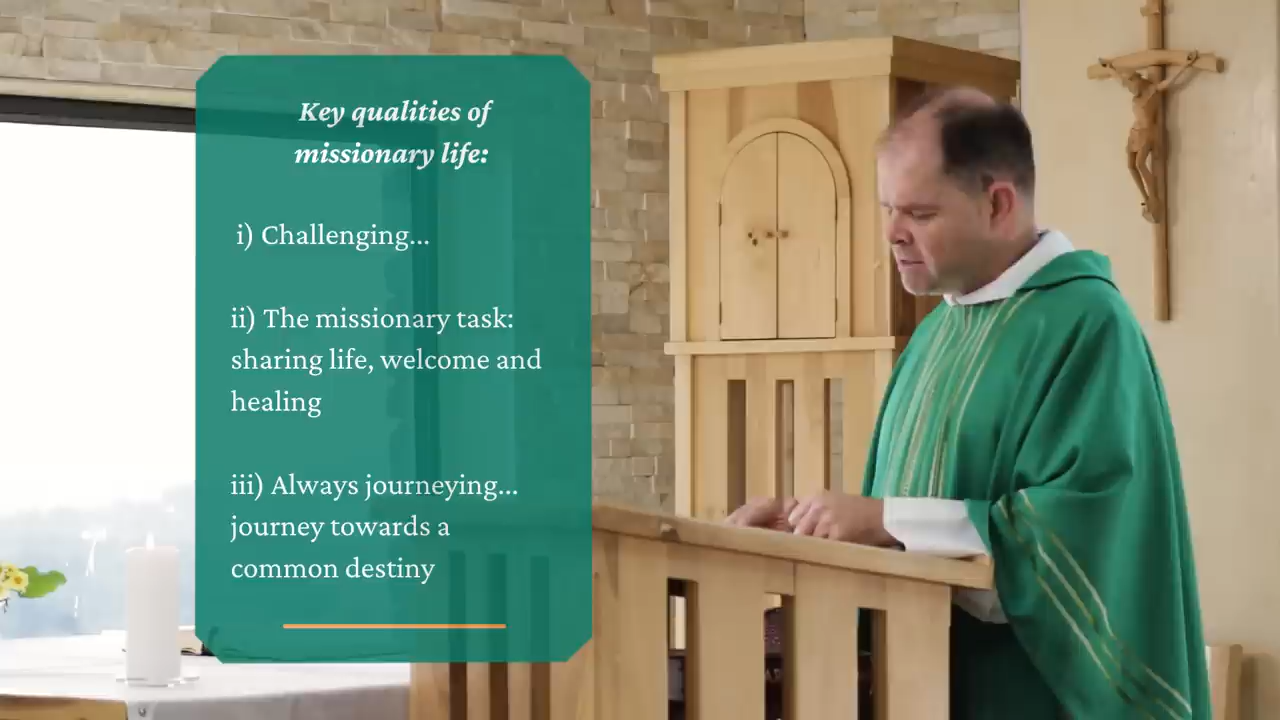 Key qualities of
missionary life:
i) Challenging...
ii) The missionary task:
sharing life, welcome and
healing
iii) Always journeying...
journey towards a
common destiny